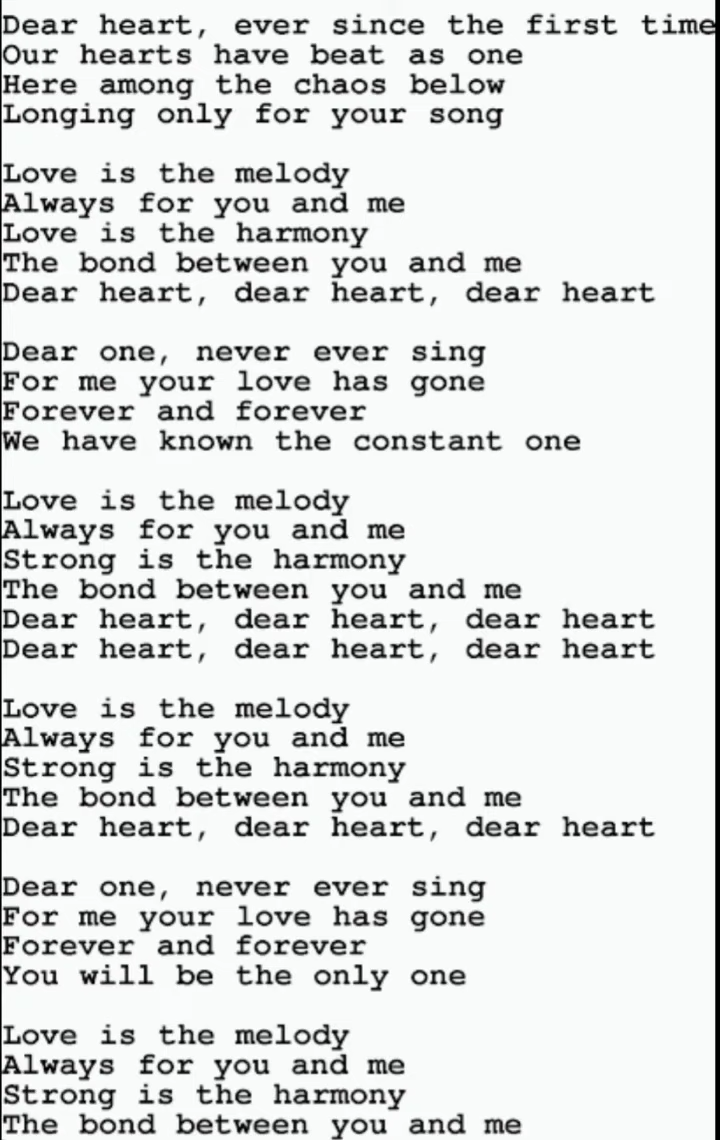 Dear heart, ever since the first time
Our hearts have beat as one
Here among the chaos below
Longing only for your song

Love is the melody
Always for you and me
Love is the harmony
The bond between you and me
Dear heart, dear heart, dear heart

Dear one, never ever sing
For me your love has gone
Forever and forever
We have known the constant one

Love is the melody
Always for you and me
Strong is the harmony
The bond between you and me
Dear heart, dear heart, dear heart
Dear heart, dear heart, dear heart

Love is the melody
Always for you and me
Strong is the harmony
The bond between you and me
Dear heart, dear heart, dear heart

Dear one, never ever sing
For me your love has gone
Forever and forever
You will be the only one

Love is the melody
Always for you and me
Strong is the harmony
The bond between you and me